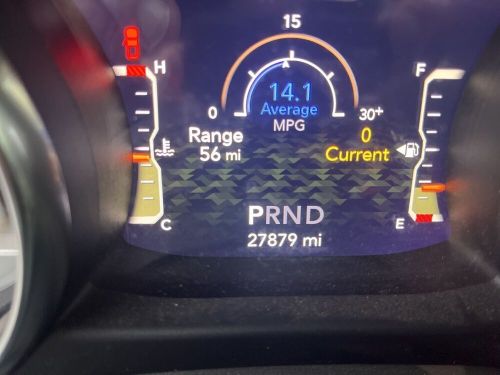 15
H
F
14.1
Average
MPG
0
30+
Range
56 mi
0
Current
C
E
PRND
27879 mi